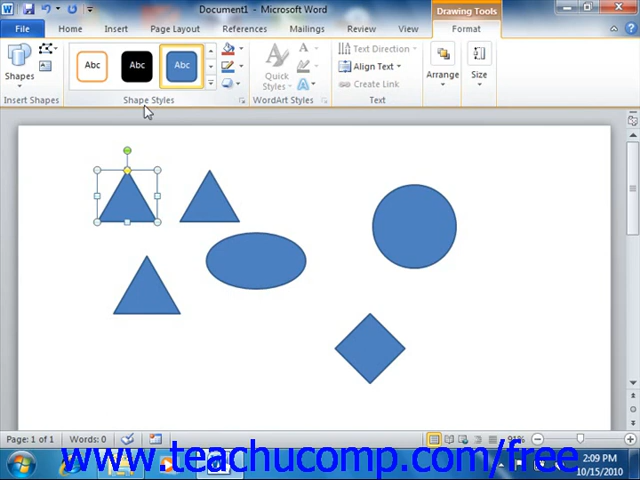 Document1 - Microsoft Word
Drawing Tools
File Home Insert Page Layout References Mailings Review View Format
Abc Abc Abc
Shapes
Quick Styles
Text Direction
Align Text
Create Link
Arrange
Size
Insert Shapes Shape Styles WordArt Styles Text
Page: 1 of 1 Words: 0 91%
www.teachucomp.com/free
2:09 PM
10/15/2010